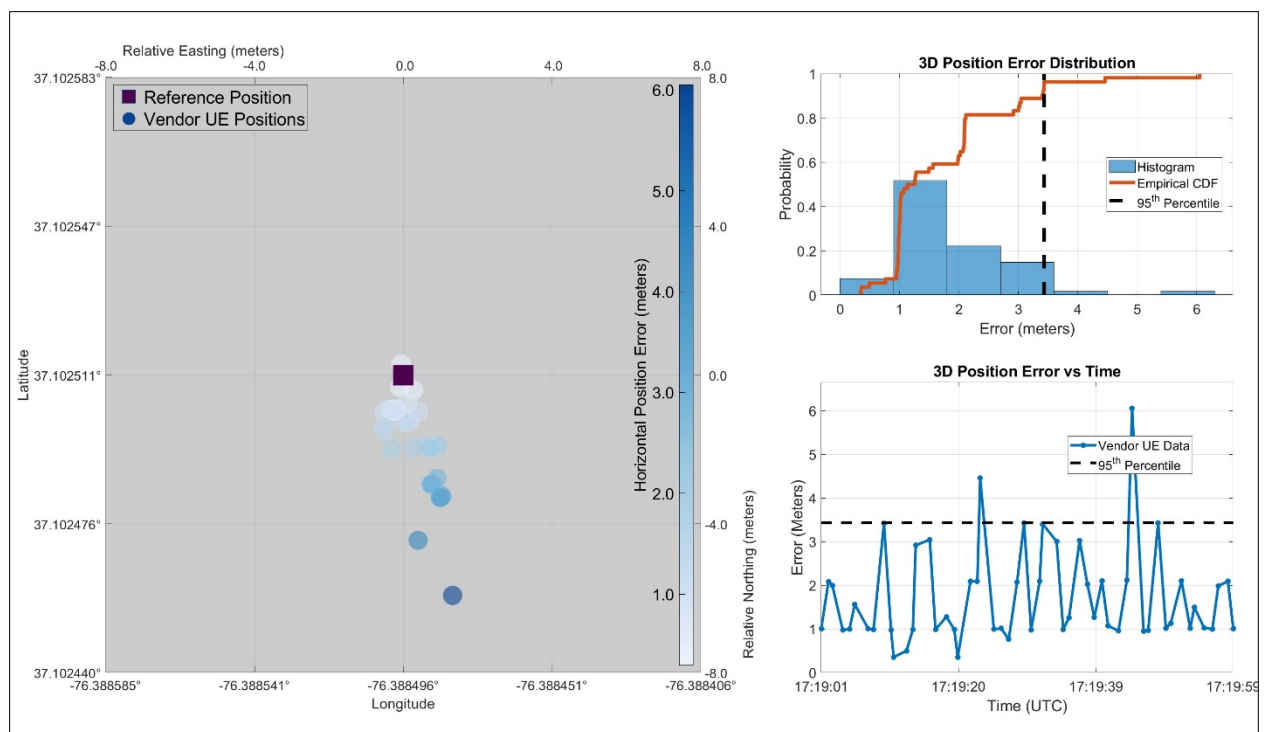 Relative Easting (meters)
-8.0 -4.0 0.0 4.0 8.0
37.102583°
37.102547°
37.102511°
37.102476°
37.102440°
Latitude
Reference Position
Vendor UE Positions
6.0
5.0
4.0
3.0
2.0
1.0
Horizontal Position Error (meters)
8.0
4.0
0.0
-4.0
-8.0
Relative Northing (meters)
-76.388585° -76.388541° -76.388496° -76.388451° -76.388406°
Longitude
3D Position Error Distribution
1
0.8
0.6
0.4
0.2
0
Probability
Histogram
Empirical CDF
95th Percentile
0 1 2 3 4 5 6
Error (meters)
3D Position Error vs Time
6
5
4
3
2
1
0
Error (Meters)
Vendor UE Data
95th Percentile
17:19:01 17:19:20 17:19:39 17:19:59
Time (UTC)